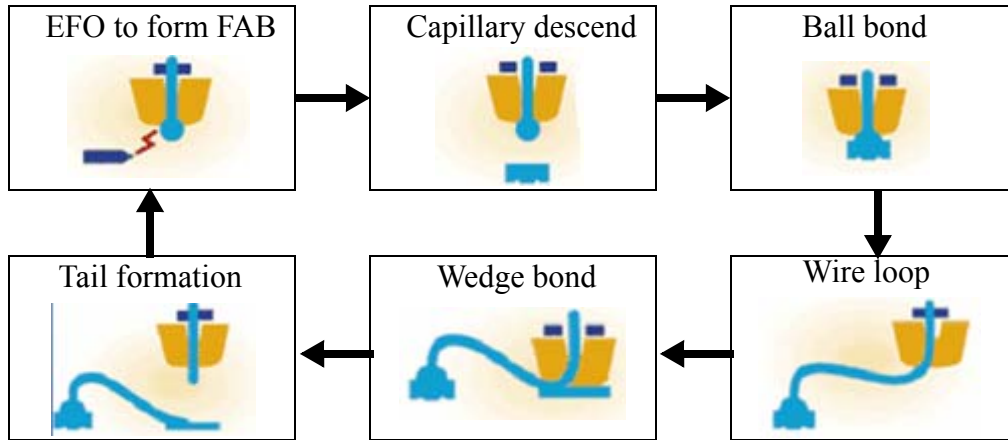 EFO to form FAB
Capillary descend
Ball bond
Tail formation
Wedge bond
Wire loop